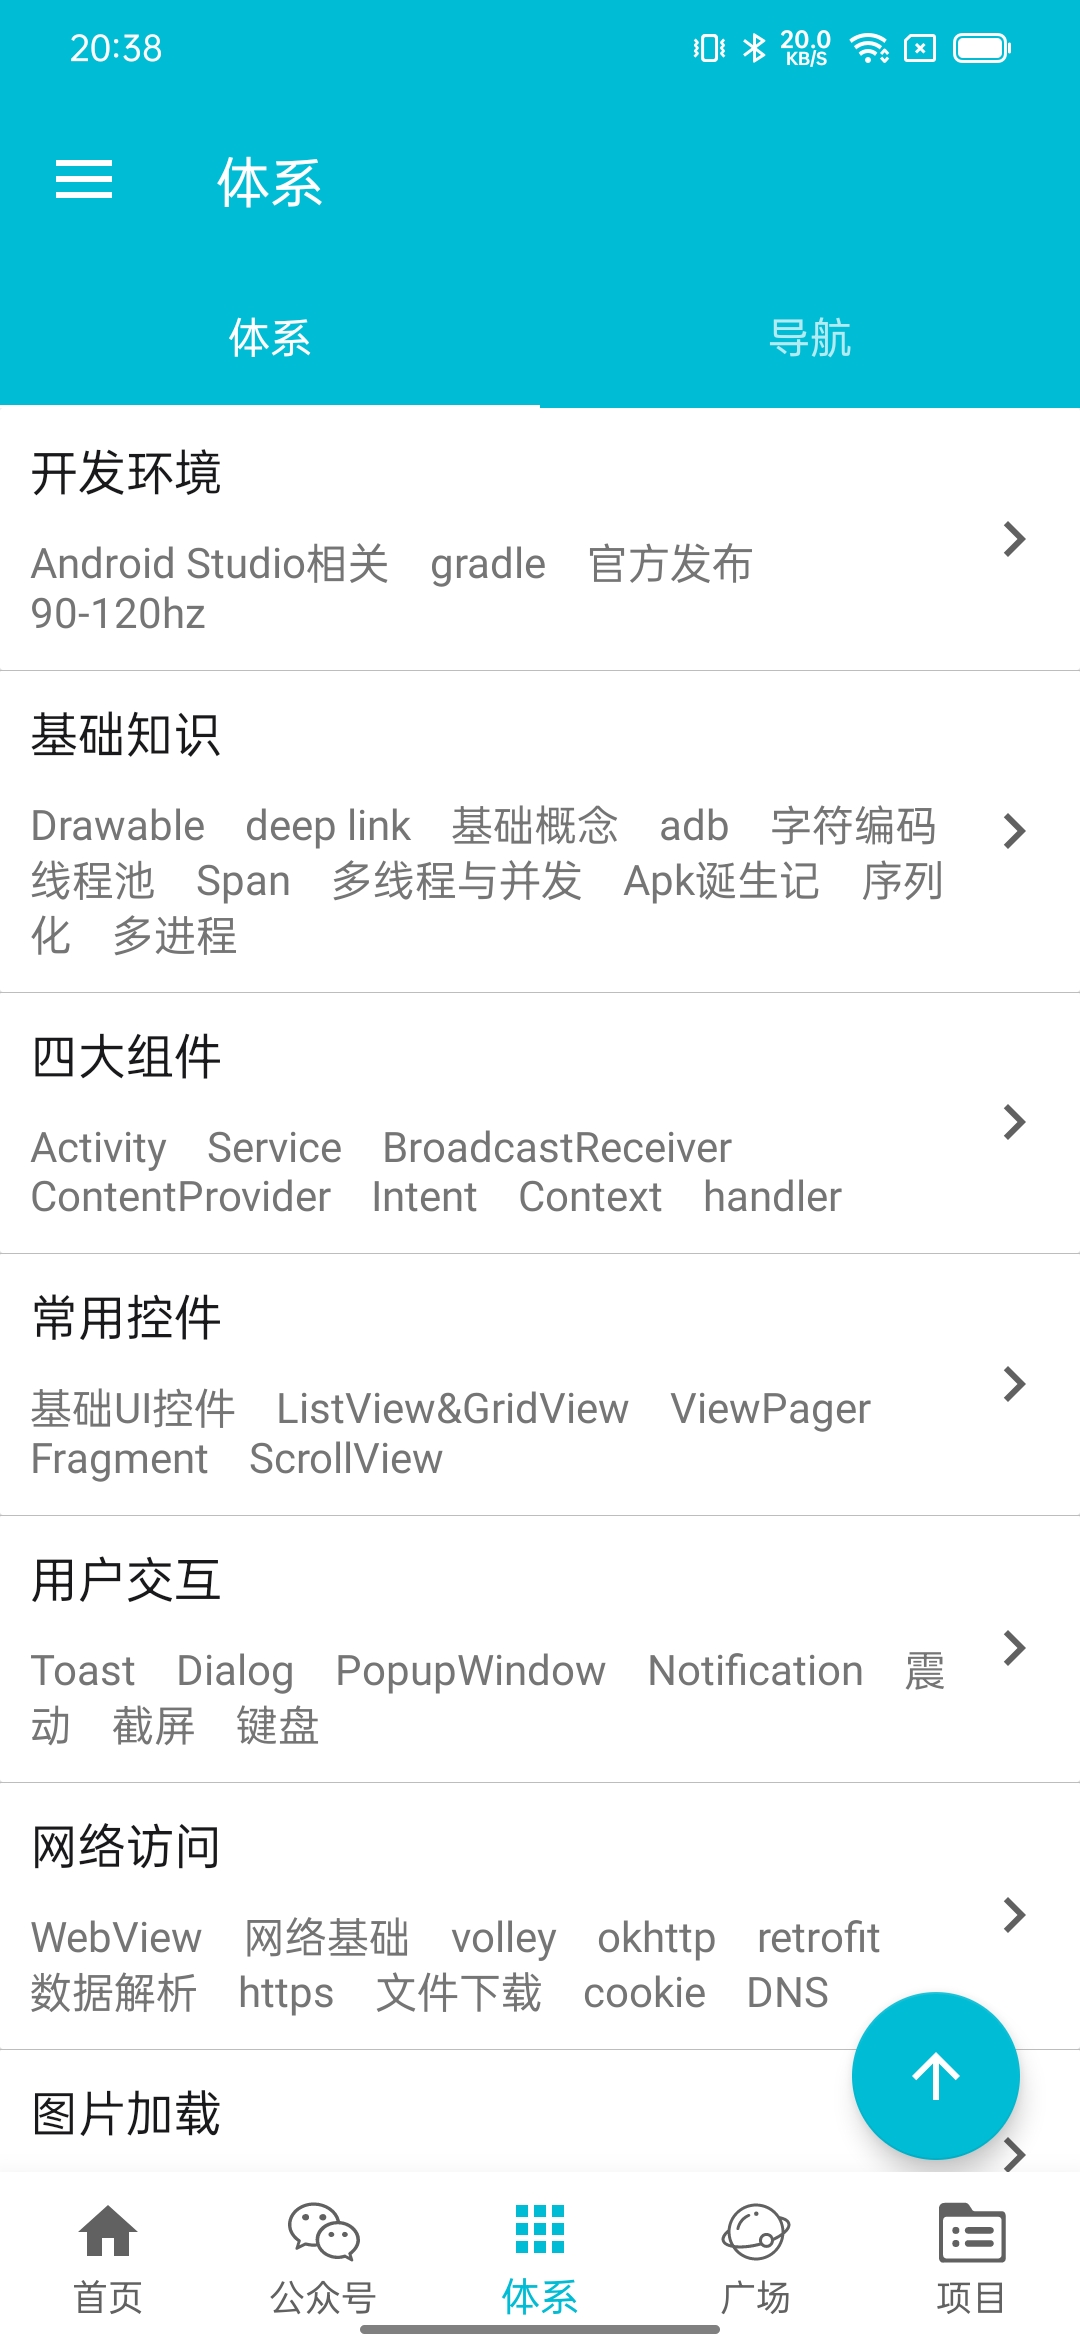 20:38
20.0
KB/S
体系
体系 导航
开发环境
Android Studio相关 gradle 官方发布
90-120hz
基础知识
Drawable deep link 基础概念 adb 字符编码
线程池 Span 多线程与并发 Apk诞生记 序列
化 多进程
四大组件
Activity Service BroadcastReceiver
ContentProvider Intent Context handler
常用控件
基础UI控件 ListView&GridView ViewPager
Fragment ScrollView
用户交互
Toast Dialog PopupWindow Notification 震
动 截屏 键盘
网络访问
WebView 网络基础 volley okhttp retrofit
数据解析 https 文件下载 cookie DNS
图片加载
首页 公众号 体系 广场 项目